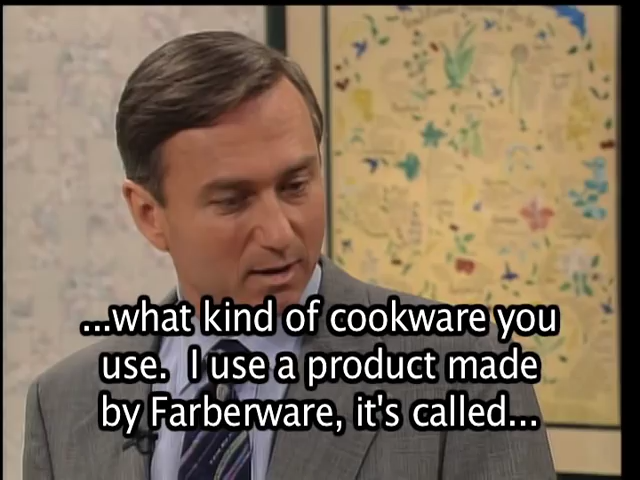 ...what kind of cookware you
use.  I use a product made
by Farberware, it's called...